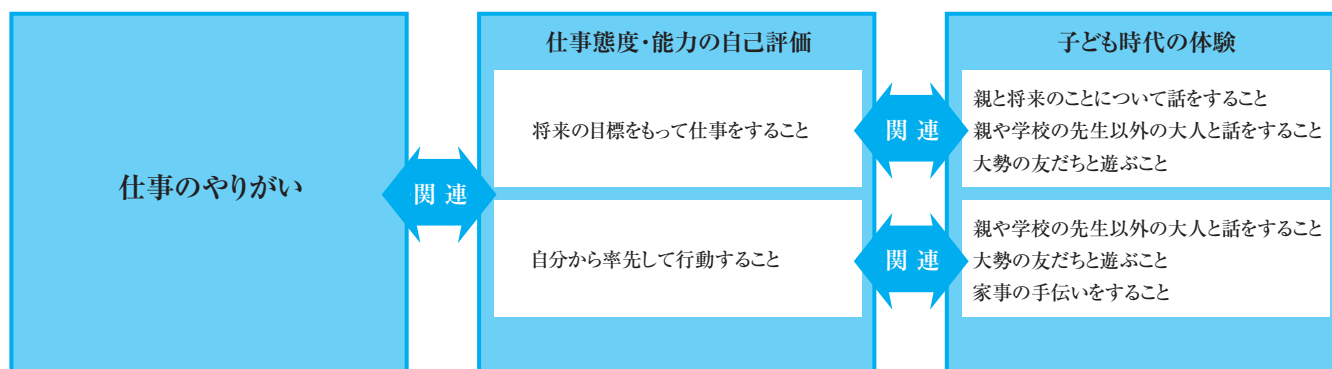 仕事のやりがい
関連
仕事態度・能力の自己評価
将来の目標をもって仕事をすること
自分から率先して行動すること
関連
関連
子ども時代の体験
親と将来のことについて話をすること
親や学校の先生以外の大人と話をすること
大勢の友だちと遊ぶこと
親や学校の先生以外の大人と話をすること
大勢の友だちと遊ぶこと
家事の手伝いをすること